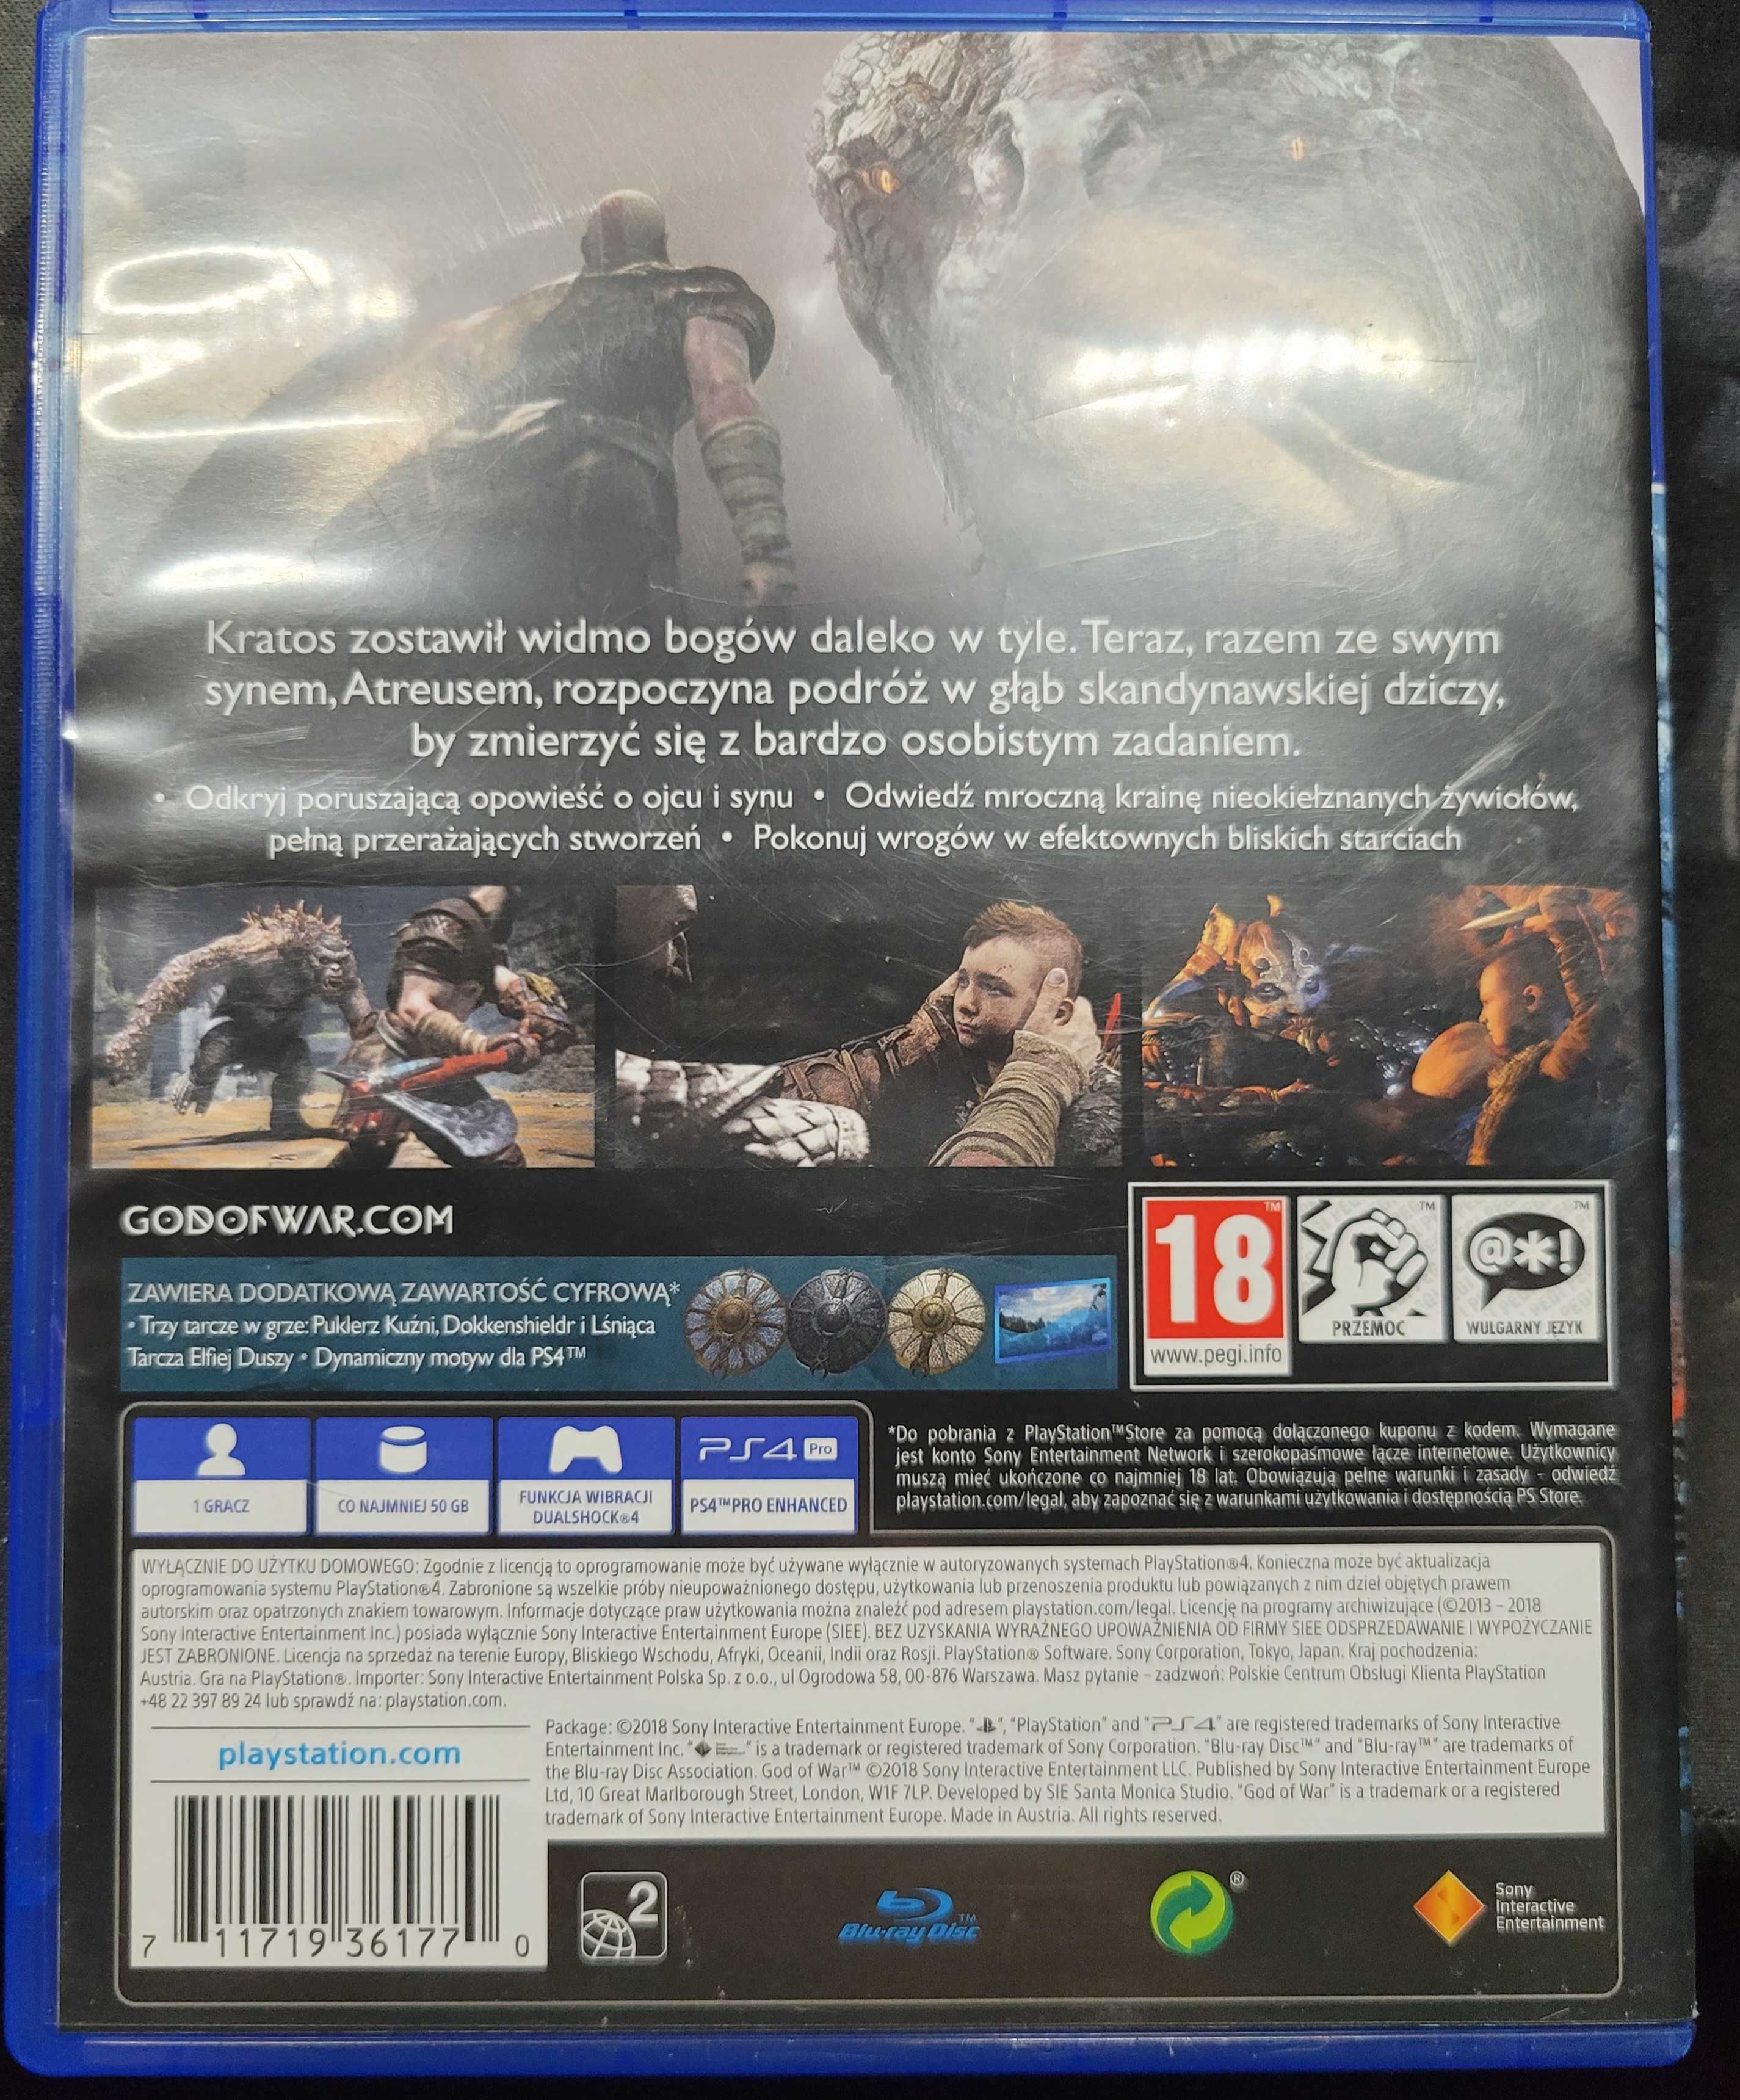 Kratos zostawił widmo bogów daleko w tyle. Teraz, razem ze swym
synem, Atreusem, rozpoczyna podróż w głąb skandynawskiej dziczy,
by zmierzyć się z bardzo osobistym zadaniem.
• Odkryj poruszającą opowieść o ojcu i synu • Odwiedź mroczną krainę nieokiełznanych żywiołów,
pełną przerażających stworzeń • Pokonuj wrogów w efektownych bliskich starciach
GODOFWAR.COM
ZAWIERA DODATKOWĄ ZAWARTOŚĆ CYFROWĄ*
• Trzy tarcze w grze: Puklerz Kuźni, Dokkenshieldr i Lśniąca
Tarcza Elfiej Duszy • Dynamiczny motyw dla PS4™
18™
www.pegi.info
™
PRZEMOC
@*!™
WULGARNY JĘZYK
1 GRACZ
CO NAJMNIEJ 50 GB
FUNKCJA WIBRACJI
DUALSHOCK®4
PS4 Pro
PS4™PRO ENHANCED
*Do pobrania z PlayStation™Store za pomocą dołączonego kuponu z kodem. Wymagane
jest konto Sony Entertainment Network i szerokopasmowe łącze internetowe. Użytkownicy
muszą mieć ukończone co najmniej 18 lat. Obowiązują pełne warunki i zasady – odwiedź
playstation.com/legal, aby zapoznać się z warunkami użytkowania i dostępnością PS Store.
WYŁĄCZNIE DO UŻYTKU DOMOWEGO: Zgodnie z licencją to oprogramowanie może być używane wyłącznie w autoryzowanych systemach PlayStation®4. Konieczna może być aktualizacja
oprogramowania systemu PlayStation®4. Zabronione są wszelkie próby nieupoważnionego dostępu, użytkowania lub przenoszenia produktu lub powiązanych z nim dzieł objętych prawem
autorskim oraz opatrzonych znakiem towarowym. Informacje dotyczące praw użytkowania można znaleźć pod adresem playstation.com/legal. Licencję na programy archiwizujące (©2013 – 2018
Sony Interactive Entertainment Inc.) posiada wyłącznie Sony Interactive Entertainment Europe (SIEE). BEZ UZYSKANIA WYRAŹNEGO UPOWAŻNIENIA OD FIRMY SIEE ODSPRZEDAWANIE I WYPOŻYCZANIE
JEST ZABRONIONE. Licencja na sprzedaż na terenie Europy, Bliskiego Wschodu, Afryki, Oceanii, Indii oraz Rosji. PlayStation® Software. Sony Corporation, Tokyo, Japan. Kraj pochodzenia:
Austria. Gra na PlayStation®. Importer: Sony Interactive Entertainment Polska Sp. z o.o., ul Ogrodowa 58, 00-876 Warszawa. Masz pytanie – zadzwoń: Polskie Centrum Obsługi Klienta PlayStation
+48 22 397 89 24 lub sprawdź na: playstation.com.
playstation.com
Package: ©2018 Sony Interactive Entertainment Europe. "", "PlayStation" and "PS4" are registered trademarks of Sony Interactive
Entertainment Inc. "" is a trademark or registered trademark of Sony Corporation. "Blu-ray Disc™" and "Blu-ray™" are trademarks of
the Blu-ray Disc Association. God of War™ ©2018 Sony Interactive Entertainment LLC. Published by Sony Interactive Entertainment Europe
Ltd, 10 Great Marlborough Street, London, W1F 7LP. Developed by SIE Santa Monica Studio. "God of War" is a trademark or a registered
trademark of Sony Interactive Entertainment Europe. Made in Austria. All rights reserved.
7 11719 36177 0
2
Blu-ray Disc™
®
Sony
Interactive
Entertainment